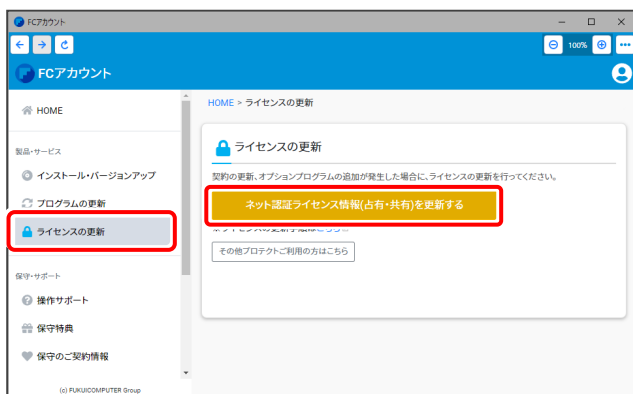 FCアカウント
100%
FCアカウント
HOME
製品・サービス
インストール・バージョンアップ
プログラムの更新
ライセンスの更新
保守・サポート
操作サポート
保守特典
保守のご契約情報
(c) FUKUICOMPUTER Group
HOME > ライセンスの更新
ライセンスの更新
契約の更新、オプションプログラムの追加が発生した場合に、ライセンスの更新を行ってください。
ネット認証ライセンス情報(占有・共有)を更新する
その他プロテクトご利用の方はこちら